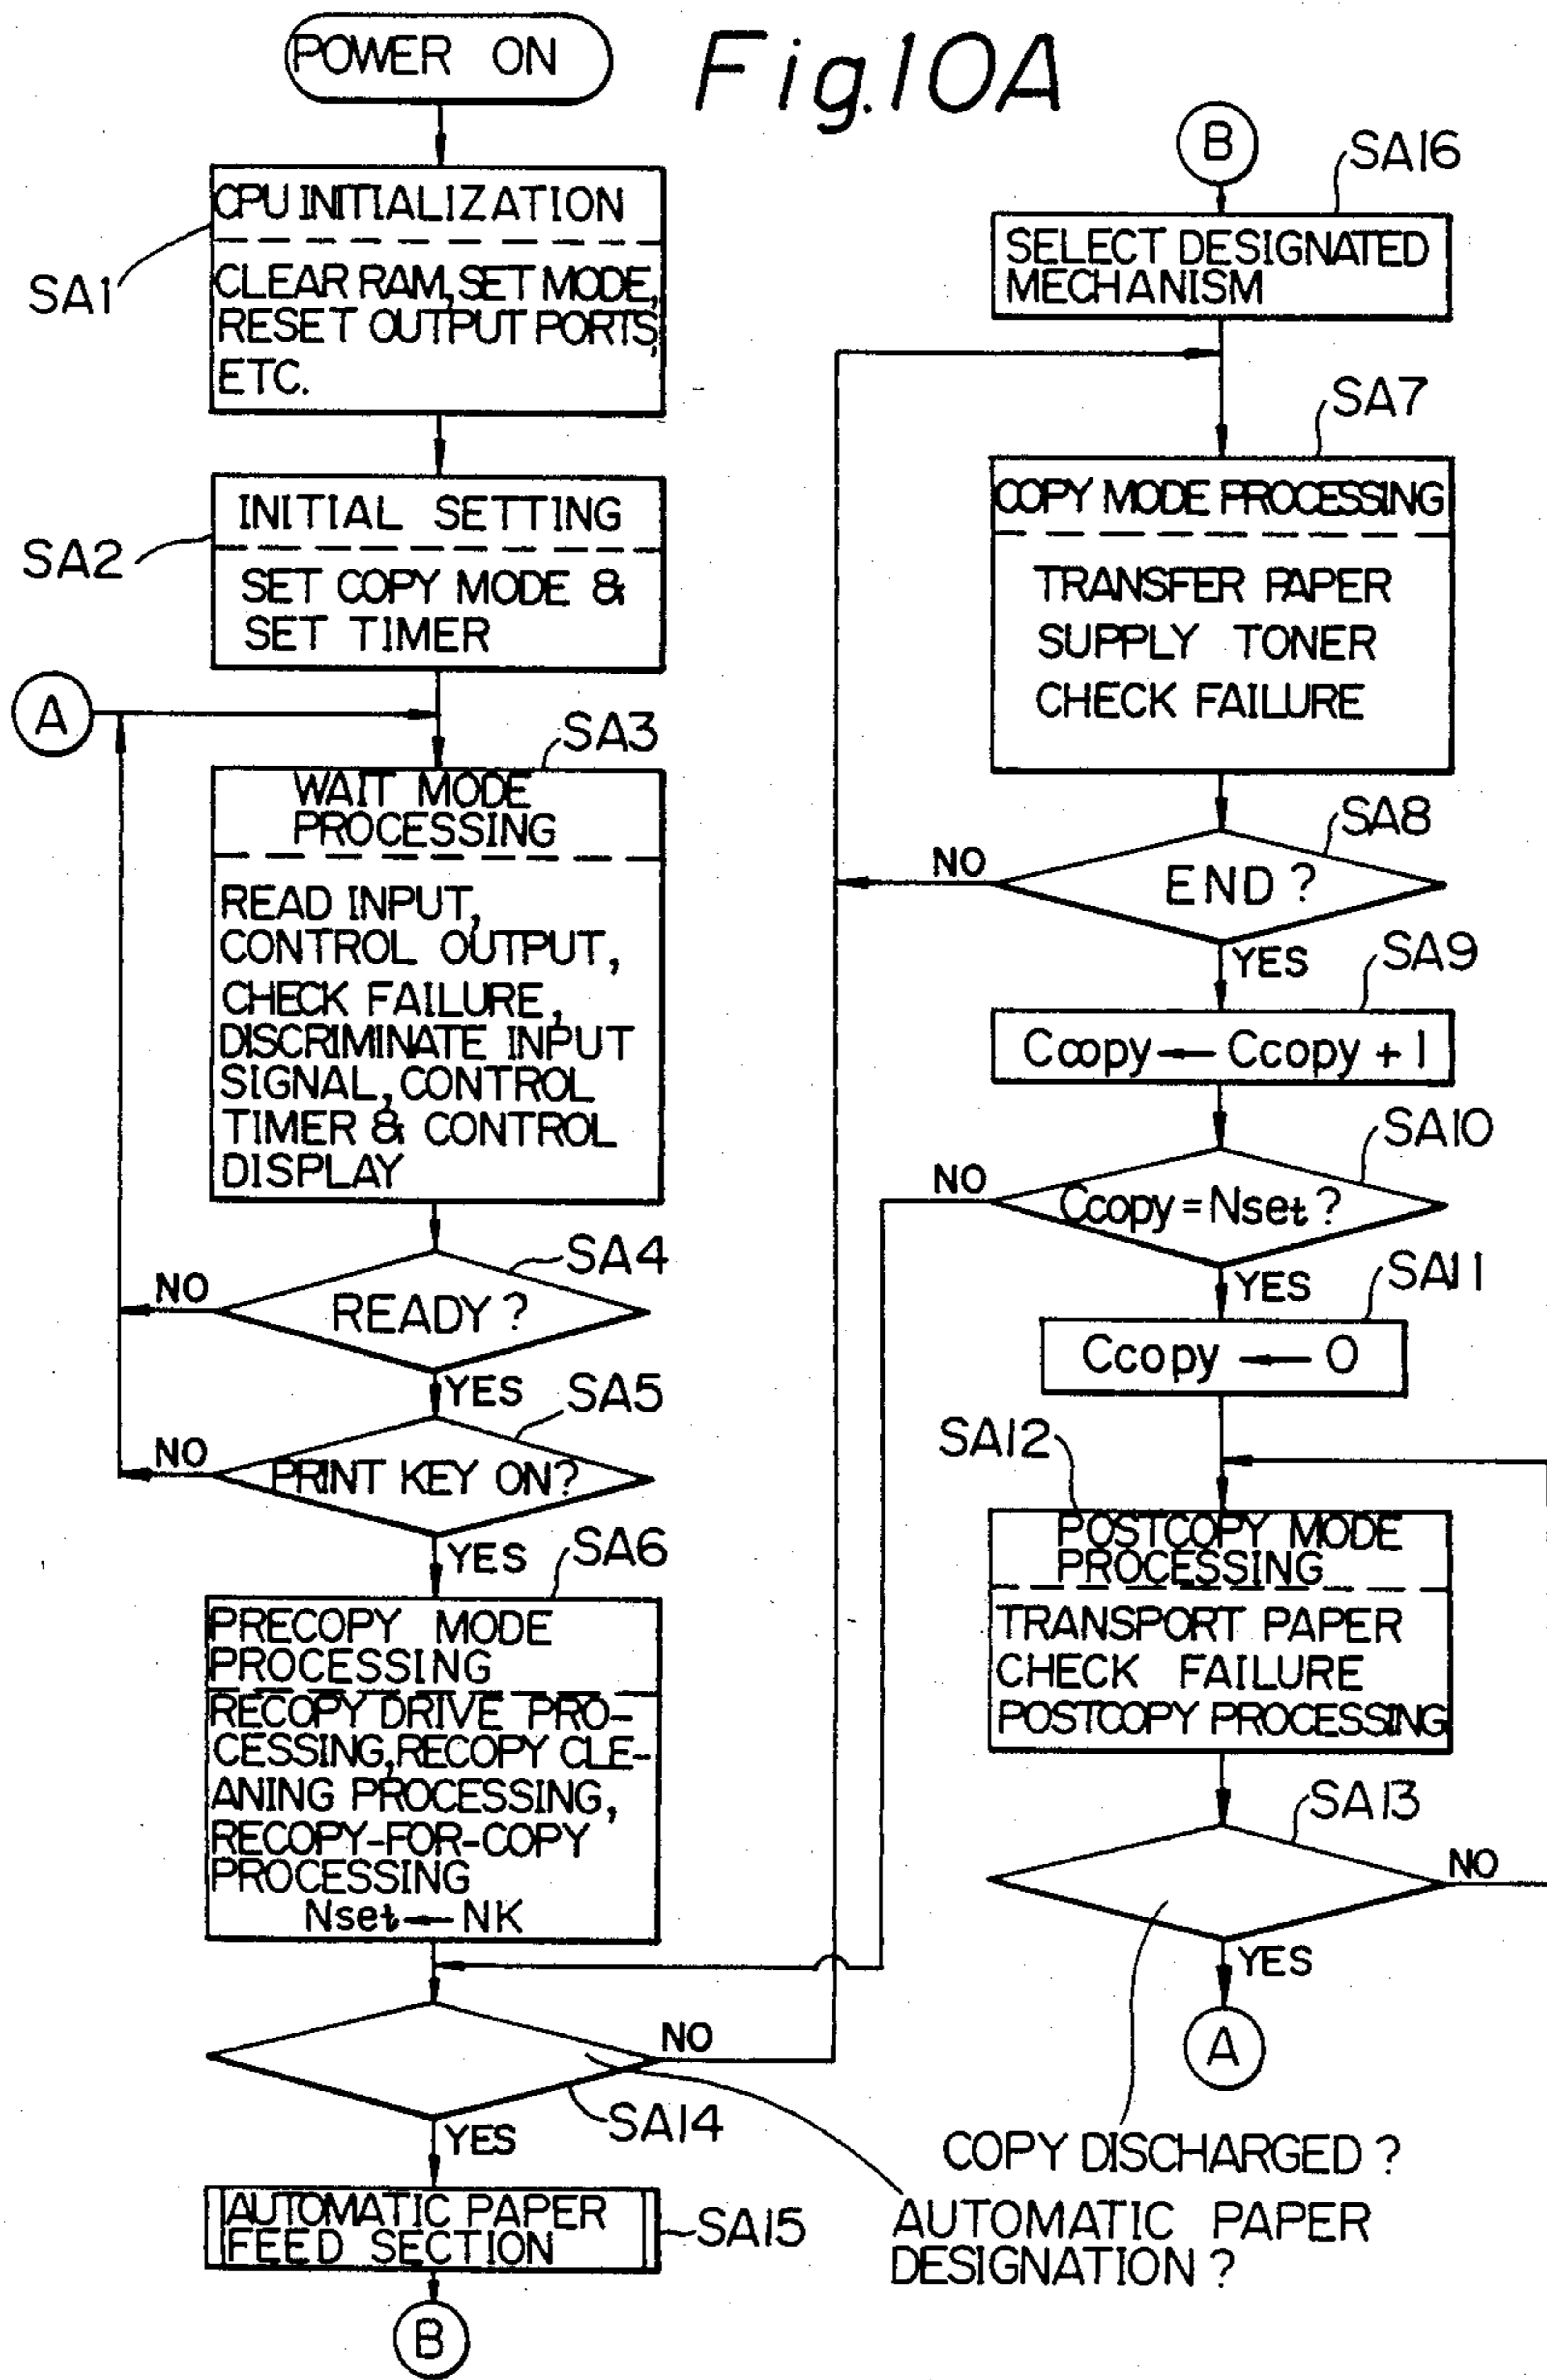 Fig.10A
POWER ON
CPU INITIALIZATION
CLEAR RAM, SET MODE,
RESET OUTPUT PORTS,
ETC.
SA1
INITIAL SETTING
SET COPY MODE &
SET TIMER
SA2
A
SA3
WAIT MODE
PROCESSING
READ INPUT,
CONTROL OUTPUT,
CHECK FAILURE,
DISCRIMINATE INPUT
SIGNAL, CONTROL
TIMER & CONTROL
DISPLAY
SA4
NO
READY?
YES
SA5
NO
PRINT KEY ON?
YES
SA6
PRECOPY MODE
PROCESSING
RECOPY DRIVE PRO-
CESSING, RECOPY CLE-
ANING PROCESSING,
RECOPY-FOR-COPY
PROCESSING
Nset ← NK
NO
SA14
YES
AUTOMATIC PAPER
FEED SECTION
SA15
B
B
SA16
SELECT DESIGNATED
MECHANISM
SA7
COPY MODE PROCESSING
TRANSFER PAPER
SUPPLY TONER
CHECK FAILURE
SA8
NO
END?
YES
SA9
Ccopy ← Ccopy + 1
SA10
NO
Ccopy = Nset?
YES
SA11
Ccopy ← 0
SA12
POSTCOPY MODE
PROCESSING
TRANSPORT PAPER
CHECK FAILURE
POSTCOPY PROCESSING
SA13
NO
YES
A
COPY DISCHARGED?
AUTOMATIC PAPER
DESIGNATION?